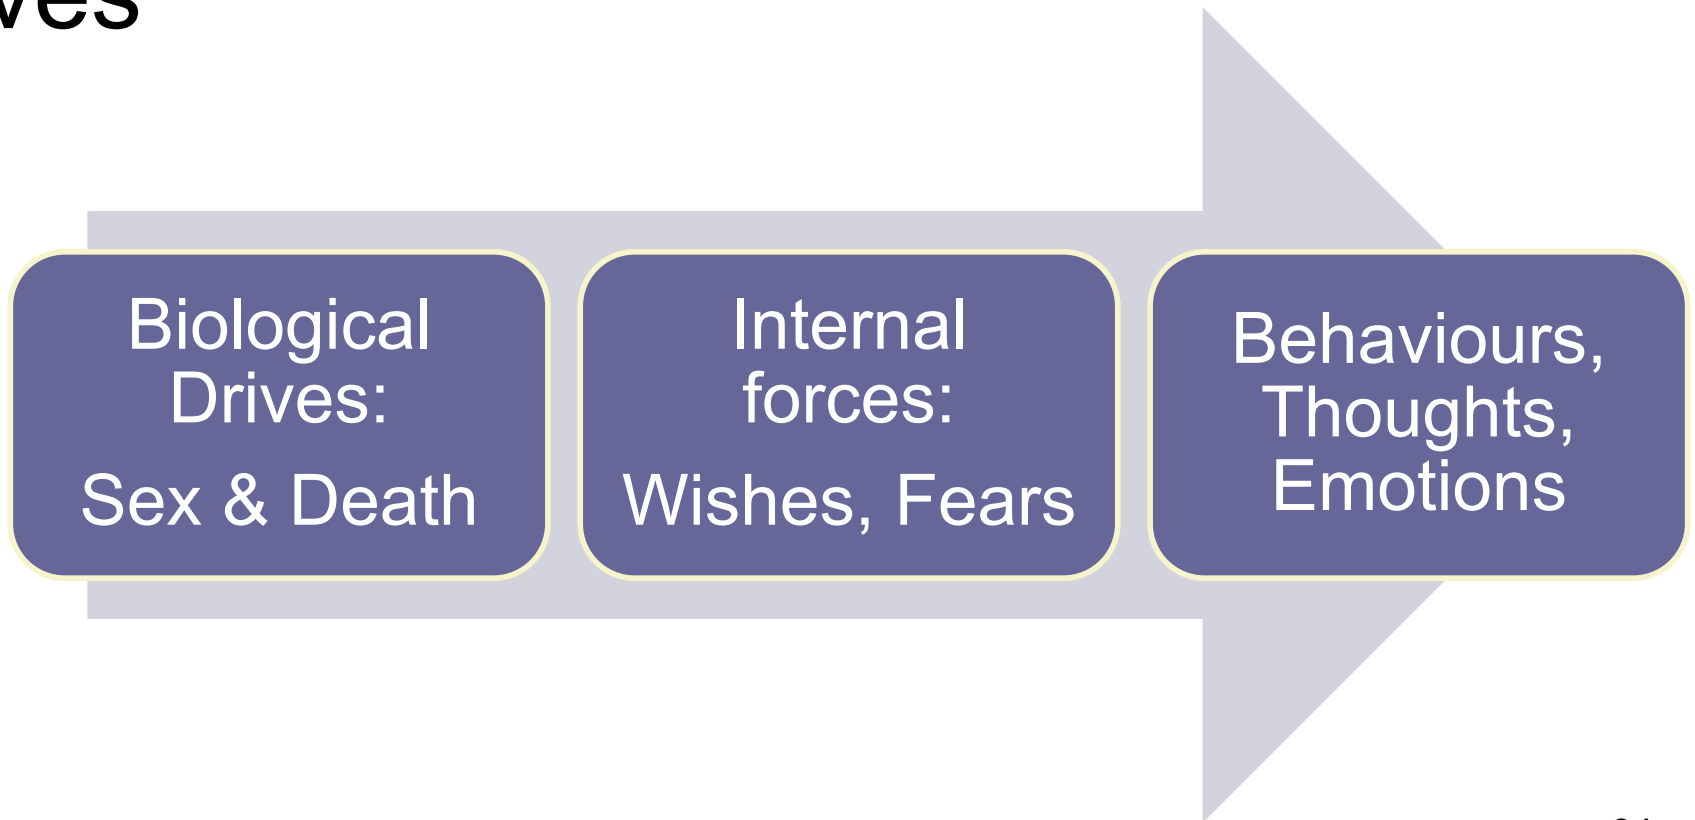 Biological
Drives:
Sex & Death
Internal
forces:
Wishes, Fears
Behaviours,
Thoughts,
Emotions